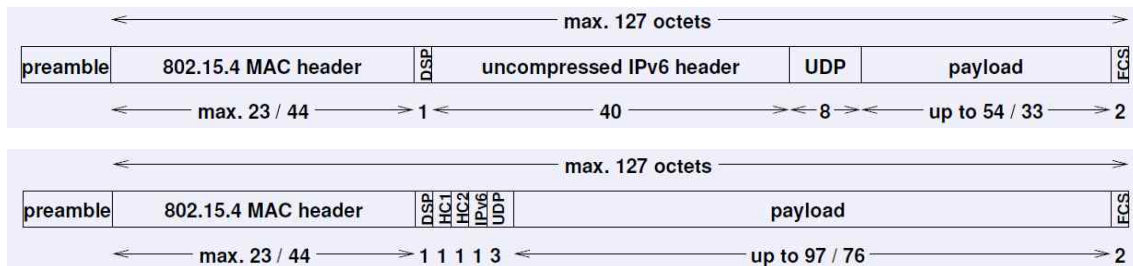 max. 127 octets
preamble 802.15.4 MAC header DSP uncompressed IPv6 header UDP payload FCS
max. 23 / 44 1 40 8 up to 54 / 33 2
max. 127 octets
preamble 802.15.4 MAC header DSP HC1 HC2 IPv6 UDP payload FCS
max. 23 / 44 1 1 1 1 3 up to 97 / 76 2